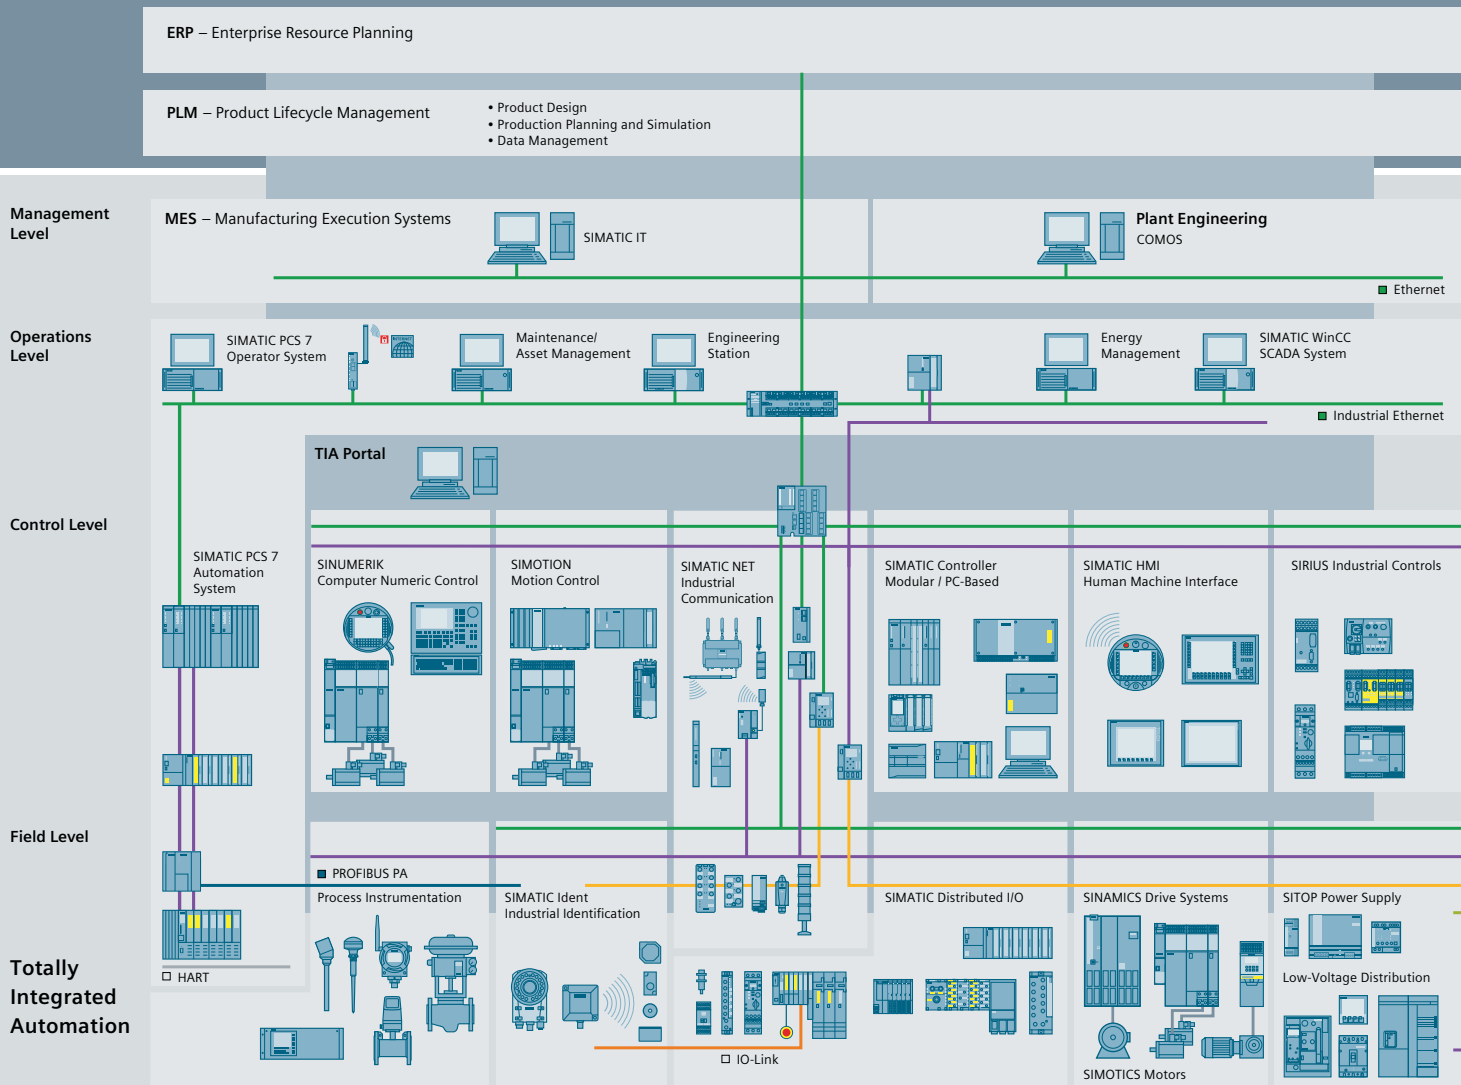 ERP – Enterprise Resource Planning
PLM – Product Lifecycle Management
• Product Design
• Production Planning and Simulation
• Data Management
Management
Level
MES – Manufacturing Execution Systems
SIMATIC IT
Plant Engineering
COMOS
Ethernet
Operations
Level
SIMATIC PCS 7
Operator System
Maintenance/
Asset Management
Engineering
Station
Energy
Management
SIMATIC WinCC
SCADA System
Industrial Ethernet
TIA Portal
Control Level
SIMATIC PCS 7
Automation
System
SINUMERIK
Computer Numeric Control
SIMOTION
Motion Control
SIMATIC NET
Industrial
Communication
SIMATIC Controller
Modular / PC-Based
SIMATIC HMI
Human Machine Interface
SIRIUS Industrial Controls
Field Level
PROFIBUS PA
Process Instrumentation
SIMATIC Ident
Industrial Identification
SIMATIC Distributed I/O
SINAMICS Drive Systems
SITOP Power Supply
Low-Voltage Distribution
HART
IO-Link
SIMOTICS Motors
Totally
Integrated
Automation